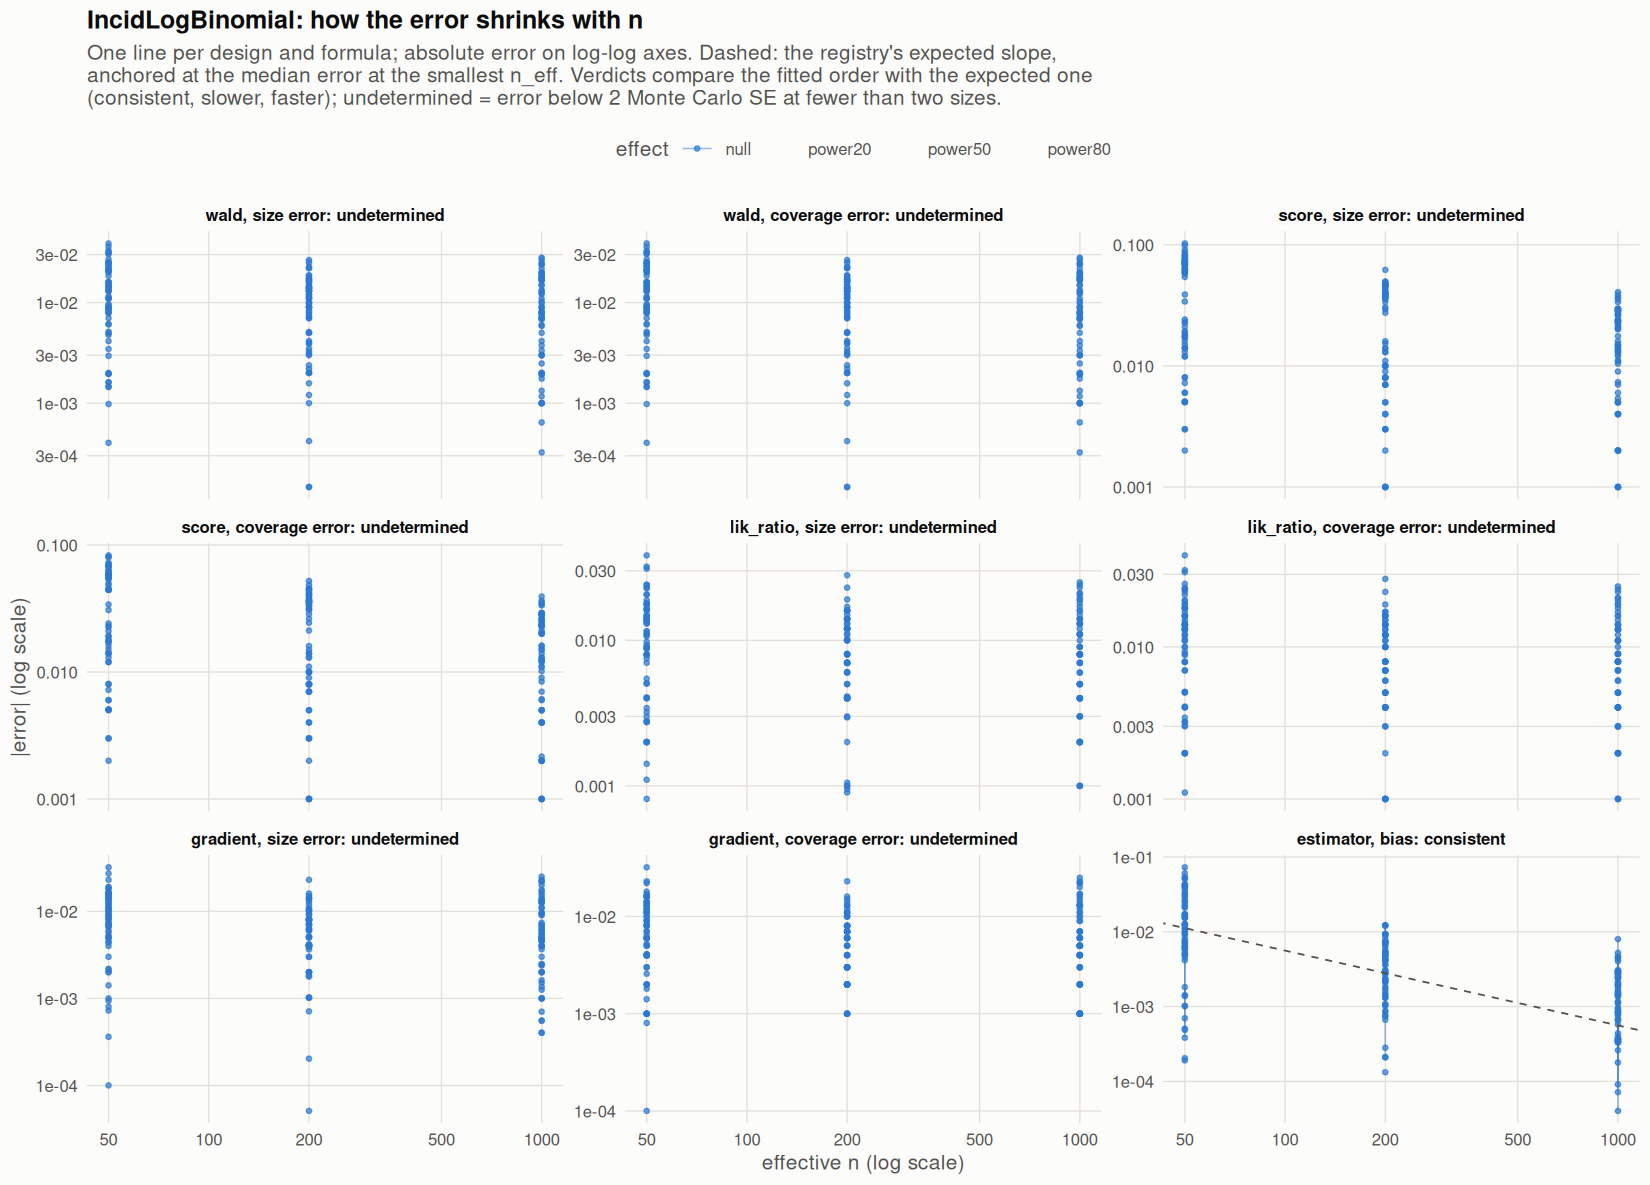 IncidLogBinomial: how the error shrinks with n
One line per design and formula; absolute error on log-log axes. Dashed: the registry's expected slope,
anchored at the median error at the smallest n_eff. Verdicts compare the fitted order with the expected one
(consistent, slower, faster); undetermined = error below 2 Monte Carlo SE at fewer than two sizes.
effect null power20 power50 power80
wald, size error: undetermined
3e-02
1e-02
3e-03
1e-03
3e-04
wald, coverage error: undetermined
3e-02
1e-02
3e-03
1e-03
3e-04
score, size error: undetermined
0.100
0.010
0.001
|error| (log scale)
score, coverage error: undetermined
0.100
0.010
0.001
lik_ratio, size error: undetermined
0.030
0.010
0.003
0.001
lik_ratio, coverage error: undetermined
0.030
0.010
0.003
0.001
gradient, size error: undetermined
1e-02
1e-03
1e-04
50 100 200 500 1000
gradient, coverage error: undetermined
1e-02
1e-03
1e-04
50 100 200 500 1000
estimator, bias: consistent
1e-01
1e-02
1e-03
1e-04
50 100 200 500 1000
effective n (log scale)